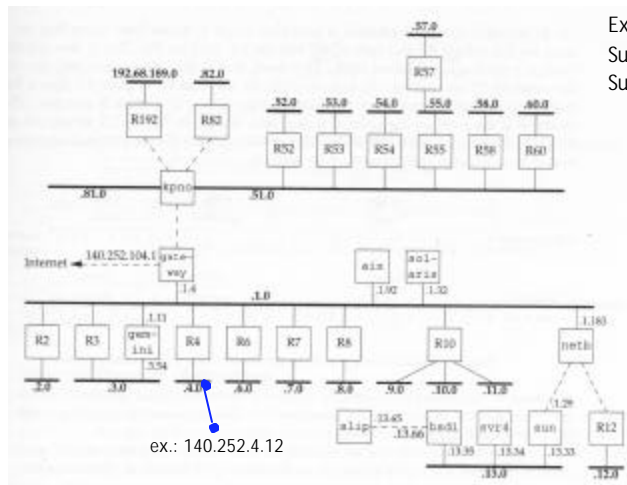 .57.0
Ex
Su
Su
R57
192.68.189.0 .82.0
.52.0 .53.0 .54.0 .55.0 .58.0 .60.0
R192 R82
R52 R53 R54 R55 R58 R60
kpno
.81.0 .51.0
140.252.104.1
Internet
gate-
way
aix
sol-
aris
.1.4 .1.92 .1.32
.1.0
.1.11 .1.183
R2 R3 gem-
ini R4 R6 R7 R8 R10 netb
.3.54
.2.0 .3.0 .4.0 .6.0 .7.0 .8.0 .9.0 .10.0 .11.0
.1.29
slip .13.65 bsdi svr4 sun R12
.13.66
.13.35 .13.34 .13.33
.13.0 .12.0
ex.: 140.252.4.12